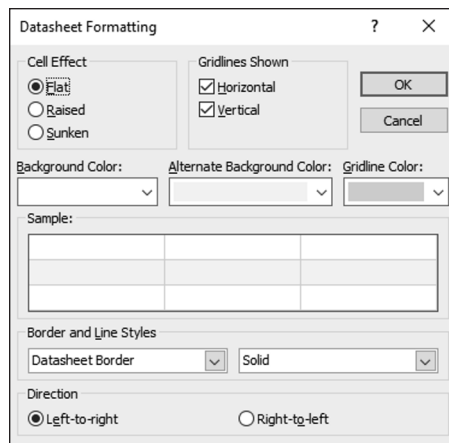 Datasheet Formatting ? ×
Cell Effect
Flat
Raised
Sunken
Gridlines Shown
Horizontal
Vertical
OK
Cancel
Background Color:
Alternate Background Color:
Gridline Color:
Sample:
Border and Line Styles
Datasheet Border
Solid
Direction
Left-to-right
Right-to-left